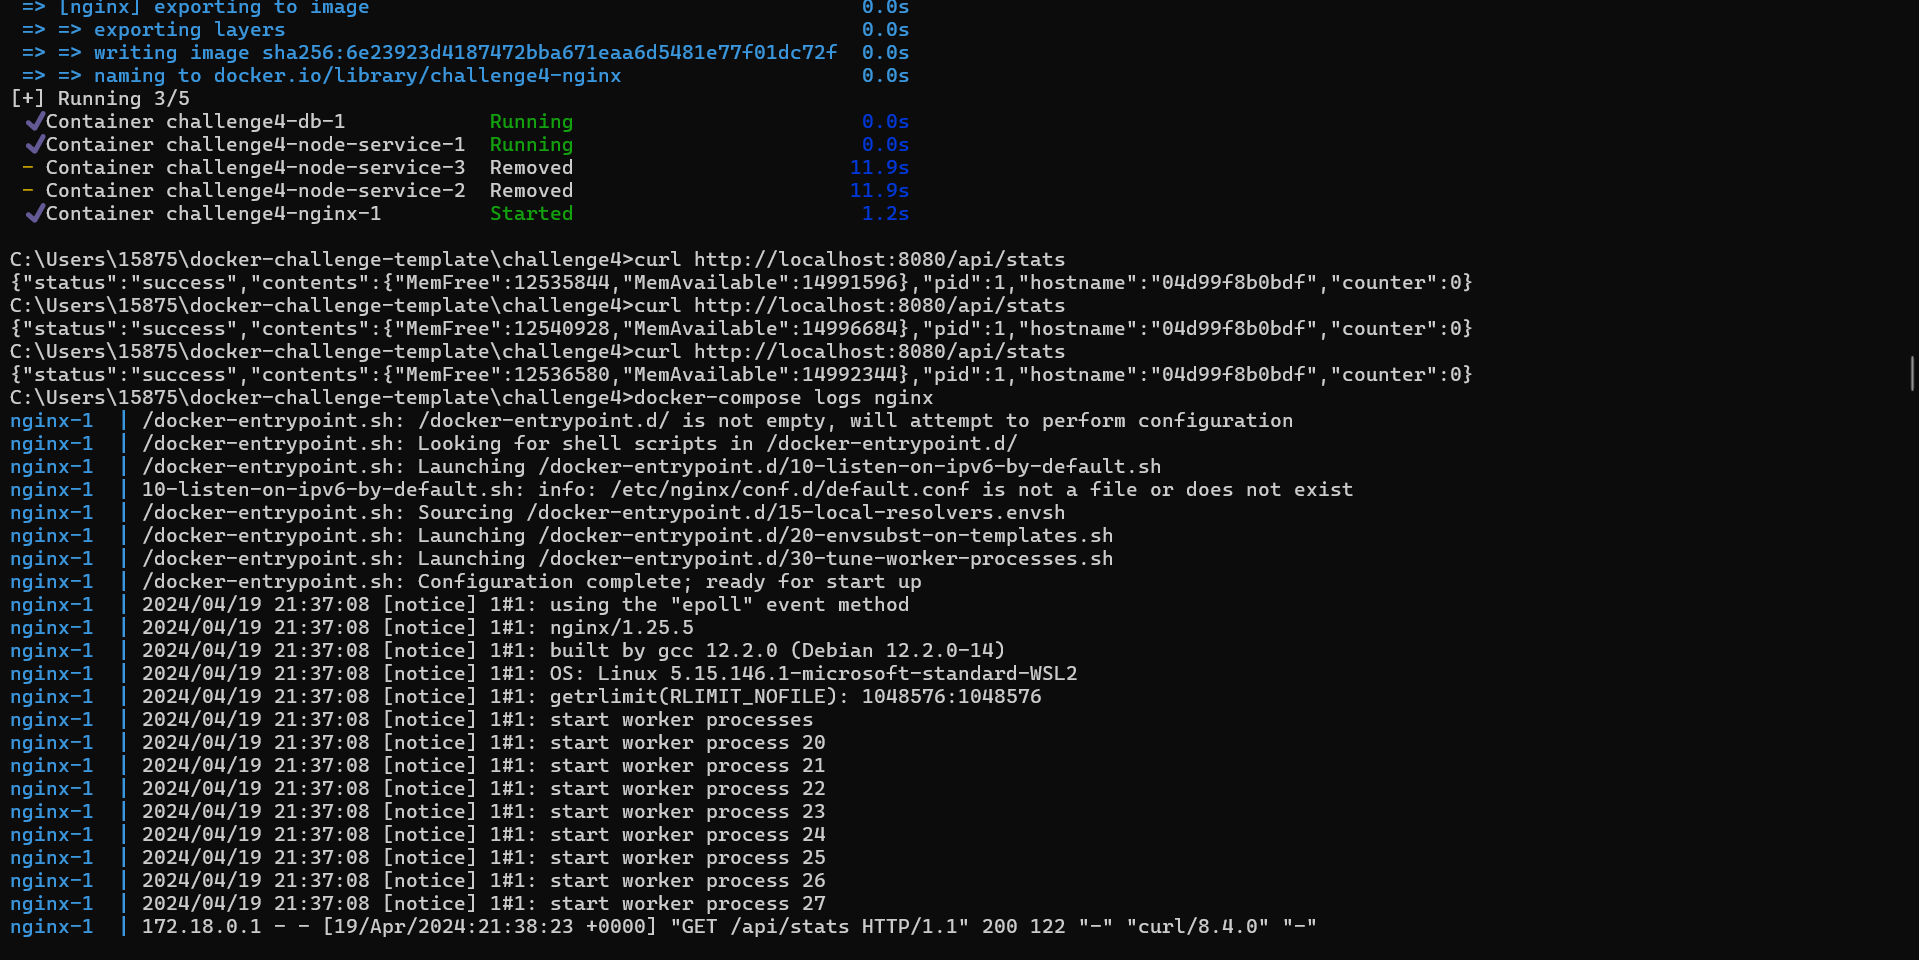 => [nginx] exporting to image 0.0s
=> => exporting layers 0.0s
=> => writing image sha256:6e23923d4187472bba671eaa6d5481e77f01dc72f 0.0s
=> => naming to docker.io/library/challenge4-nginx 0.0s
[+] Running 3/5
✔Container challenge4-db-1 Running 0.0s
✔Container challenge4-node-service-1 Running 0.0s
- Container challenge4-node-service-3 Removed 11.9s
- Container challenge4-node-service-2 Removed 11.9s
✔Container challenge4-nginx-1 Started 1.2s
C:\Users\15875\docker-challenge-template\challenge4>curl http://localhost:8080/api/stats
{"status":"success","contents":{"MemFree":12535844,"MemAvailable":14991596},"pid":1,"hostname":"04d99f8b0bdf","counter":0}
C:\Users\15875\docker-challenge-template\challenge4>curl http://localhost:8080/api/stats
{"status":"success","contents":{"MemFree":12540928,"MemAvailable":14996684},"pid":1,"hostname":"04d99f8b0bdf","counter":0}
C:\Users\15875\docker-challenge-template\challenge4>curl http://localhost:8080/api/stats
{"status":"success","contents":{"MemFree":12536580,"MemAvailable":14992344},"pid":1,"hostname":"04d99f8b0bdf","counter":0}
C:\Users\15875\docker-challenge-template\challenge4>docker-compose logs nginx
nginx-1 | /docker-entrypoint.sh: /docker-entrypoint.d/ is not empty, will attempt to perform configuration
nginx-1 | /docker-entrypoint.sh: Looking for shell scripts in /docker-entrypoint.d/
nginx-1 | /docker-entrypoint.sh: Launching /docker-entrypoint.d/10-listen-on-ipv6-by-default.sh
nginx-1 | 10-listen-on-ipv6-by-default.sh: info: /etc/nginx/conf.d/default.conf is not a file or does not exist
nginx-1 | /docker-entrypoint.sh: Sourcing /docker-entrypoint.d/15-local-resolvers.envsh
nginx-1 | /docker-entrypoint.sh: Launching /docker-entrypoint.d/20-envsubst-on-templates.sh
nginx-1 | /docker-entrypoint.sh: Launching /docker-entrypoint.d/30-tune-worker-processes.sh
nginx-1 | /docker-entrypoint.sh: Configuration complete; ready for start up
nginx-1 | 2024/04/19 21:37:08 [notice] 1#1: using the "epoll" event method
nginx-1 | 2024/04/19 21:37:08 [notice] 1#1: nginx/1.25.5
nginx-1 | 2024/04/19 21:37:08 [notice] 1#1: built by gcc 12.2.0 (Debian 12.2.0-14)
nginx-1 | 2024/04/19 21:37:08 [notice] 1#1: OS: Linux 5.15.146.1-microsoft-standard-WSL2
nginx-1 | 2024/04/19 21:37:08 [notice] 1#1: getrlimit(RLIMIT_NOFILE): 1048576:1048576
nginx-1 | 2024/04/19 21:37:08 [notice] 1#1: start worker processes
nginx-1 | 2024/04/19 21:37:08 [notice] 1#1: start worker process 20
nginx-1 | 2024/04/19 21:37:08 [notice] 1#1: start worker process 21
nginx-1 | 2024/04/19 21:37:08 [notice] 1#1: start worker process 22
nginx-1 | 2024/04/19 21:37:08 [notice] 1#1: start worker process 23
nginx-1 | 2024/04/19 21:37:08 [notice] 1#1: start worker process 24
nginx-1 | 2024/04/19 21:37:08 [notice] 1#1: start worker process 25
nginx-1 | 2024/04/19 21:37:08 [notice] 1#1: start worker process 26
nginx-1 | 2024/04/19 21:37:08 [notice] 1#1: start worker process 27
nginx-1 | 172.18.0.1 - - [19/Apr/2024:21:38:23 +0000] "GET /api/stats HTTP/1.1" 200 122 "-" "curl/8.4.0" "-"